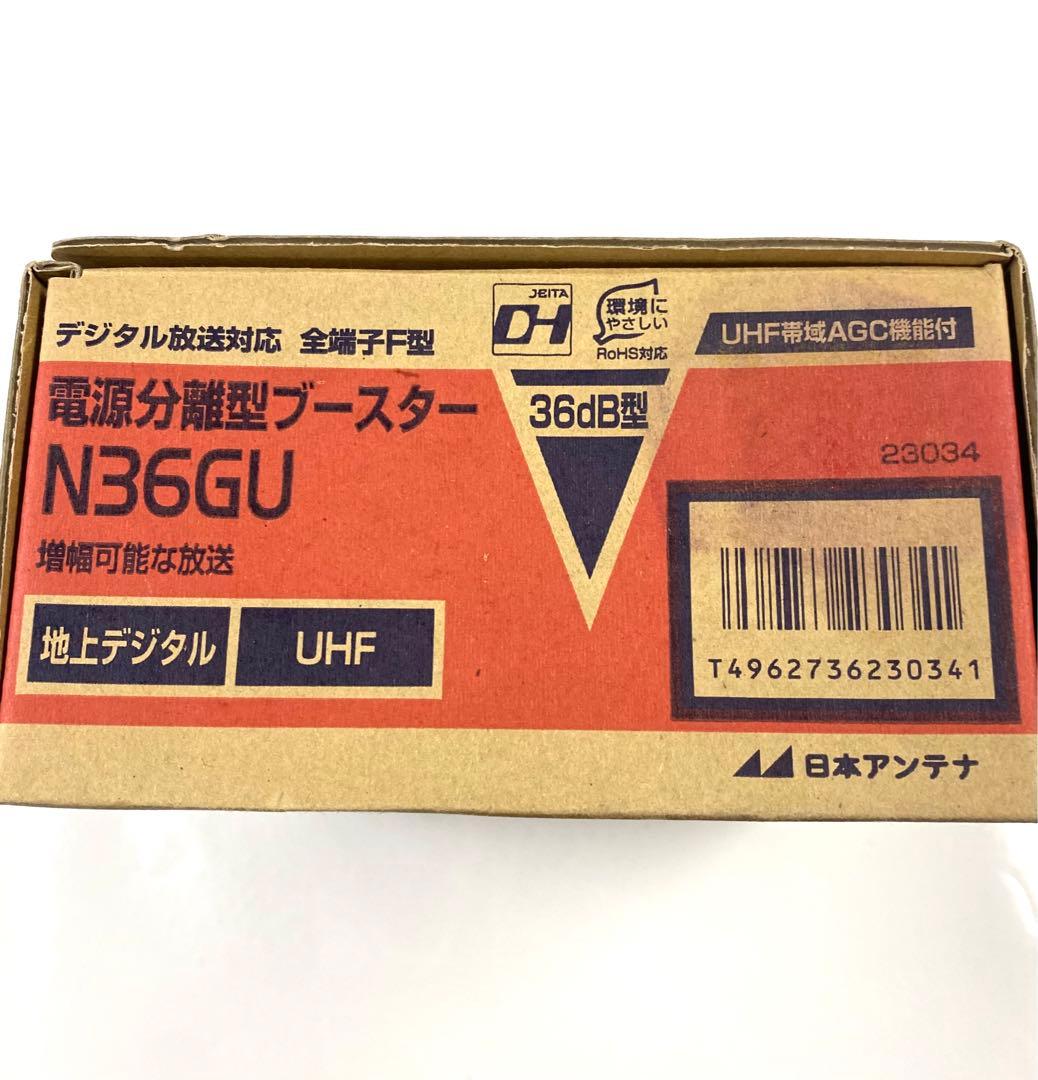 JEITA
DH
環境に
やさしい
RoHS対応
デジタル放送対応 全端子F型
UHF帯域AGC機能付
電源分離型ブースター
36dB型
N36GU
23034
増幅可能な放送
地上デジタル
UHF
T4962736230341
日本アンテナ